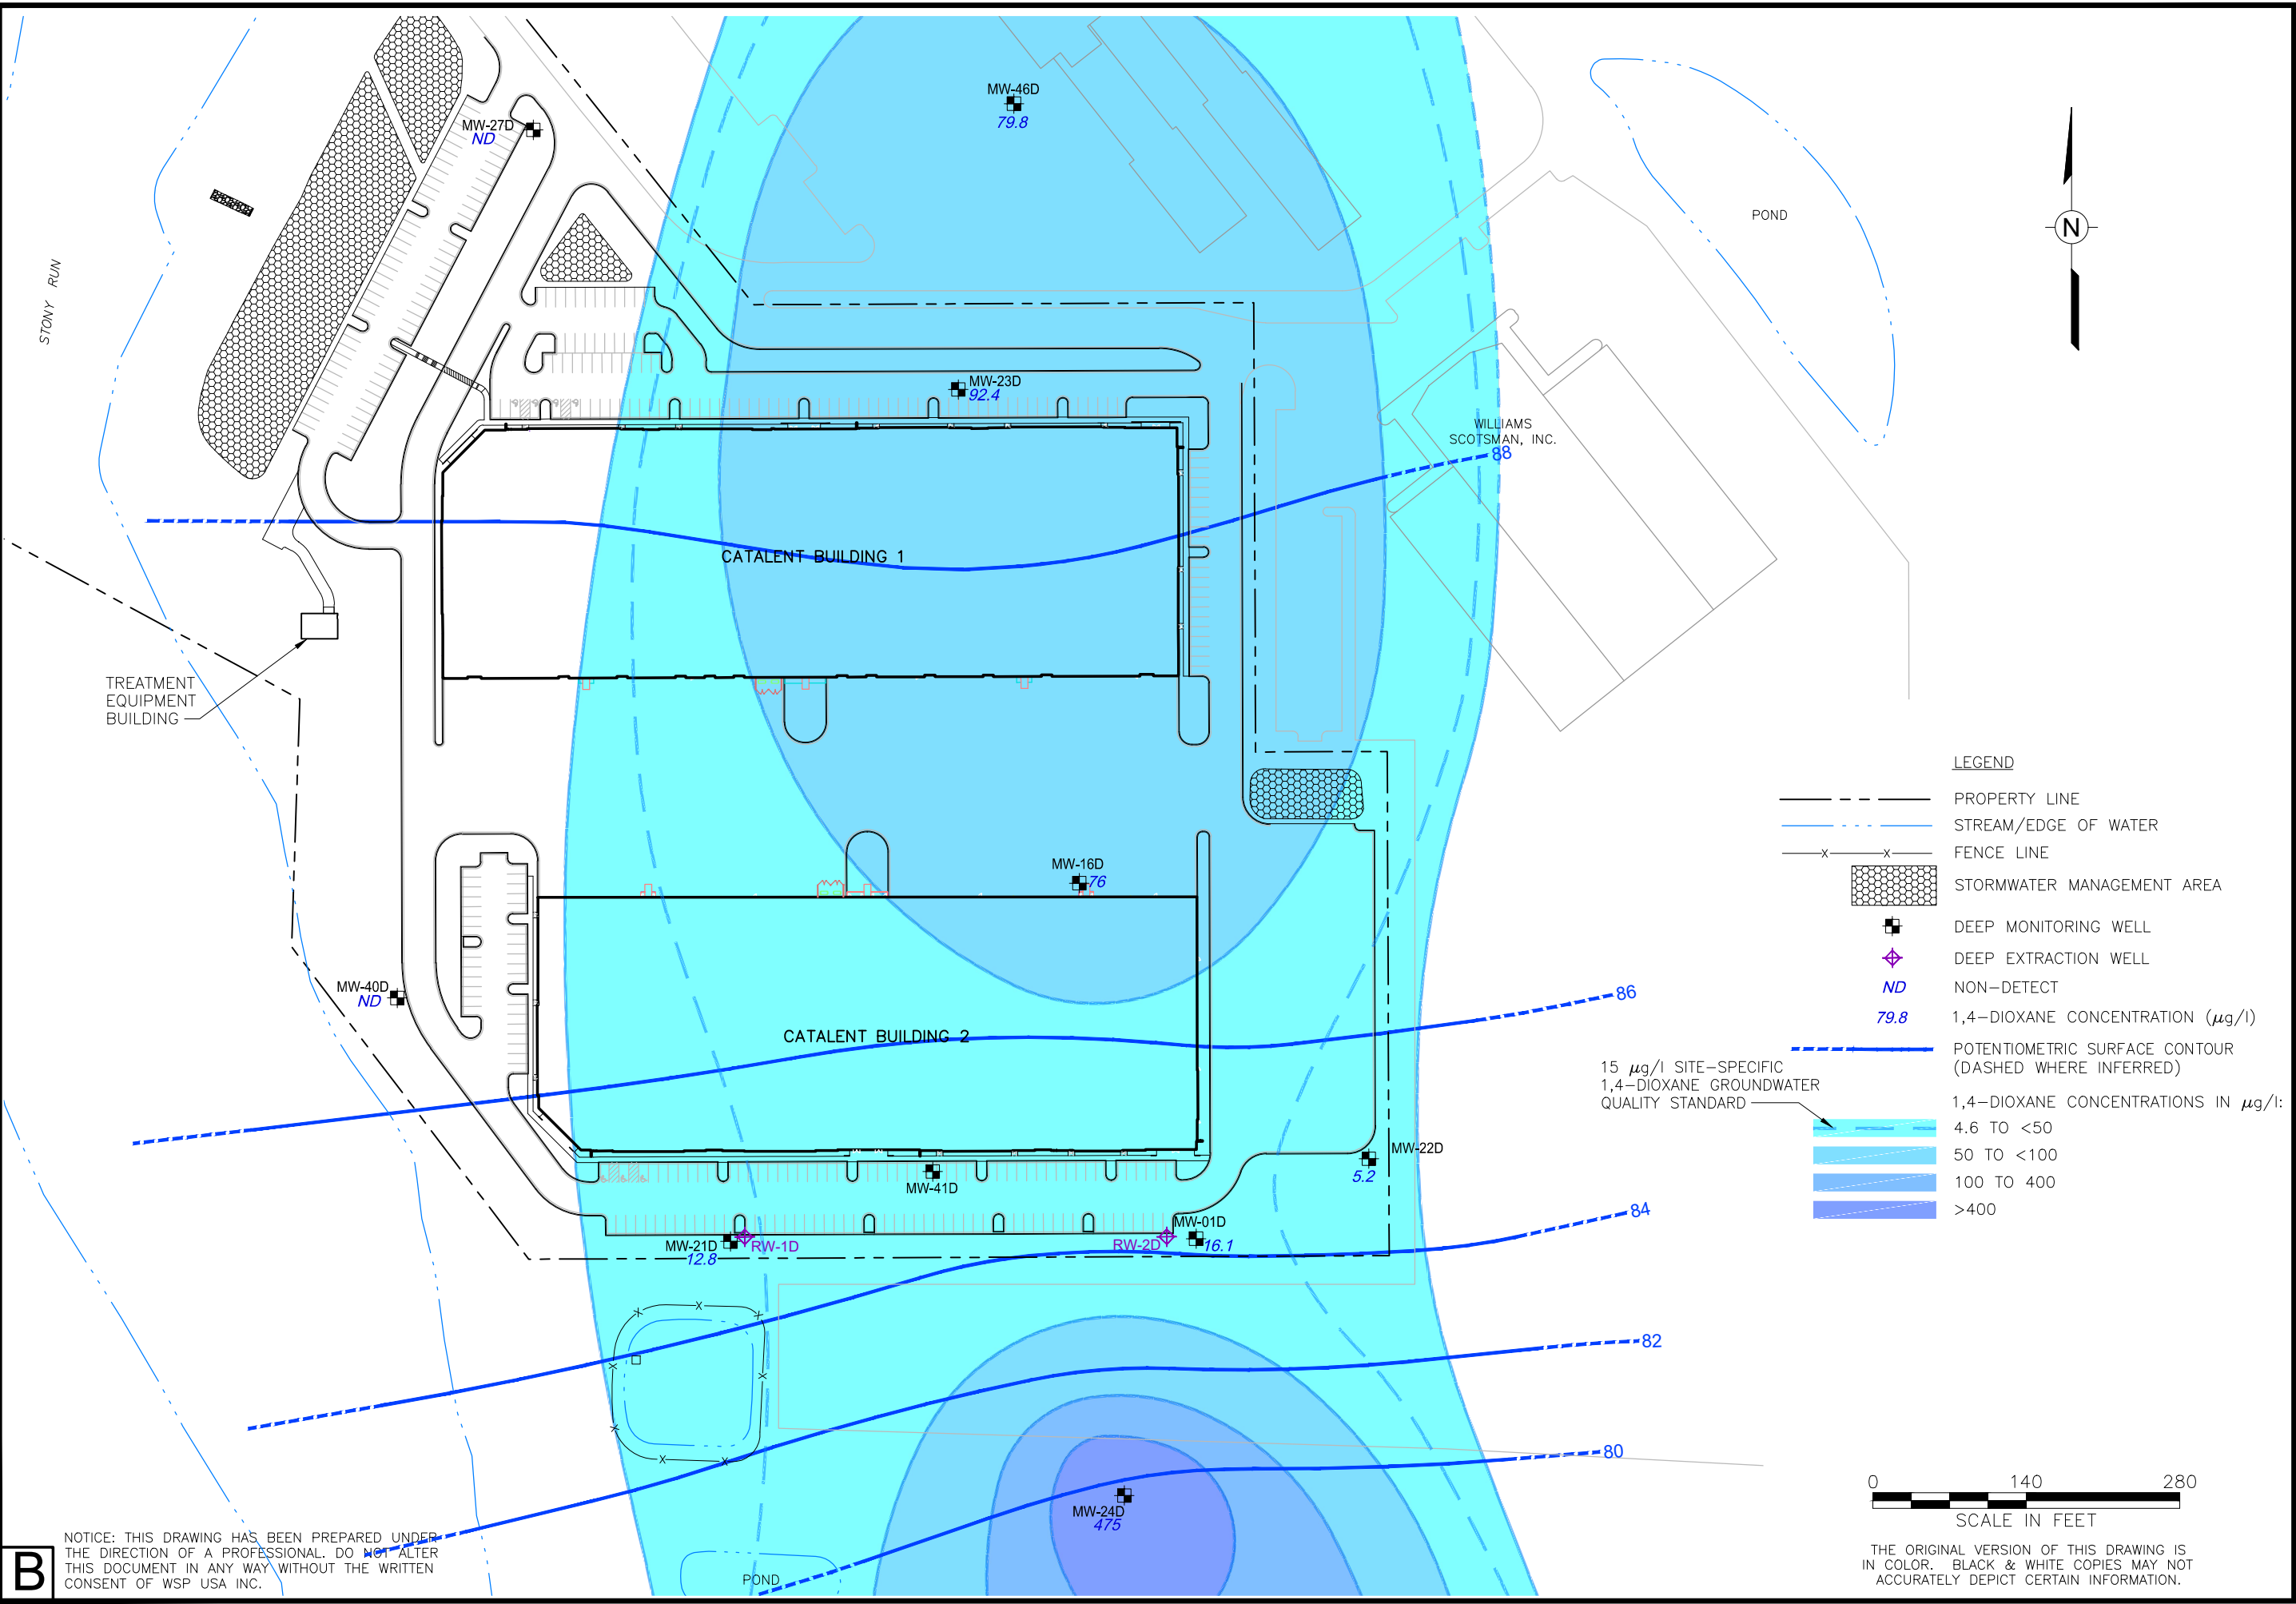 MW-46D
79.8
MW-27D
ND
STONY RUN
POND
N
MW-23D
92.4
WILLIAMS
SCOTSMAN, INC.
88
CATALENT BUILDING 1
TREATMENT
EQUIPMENT
BUILDING
MW-16D
76
MW-40D
ND
86
CATALENT BUILDING 2
MW-22D
5.2
MW-41D
MW-21D
12.8
RW-1D
RW-2D
MW-01D
16.1
84
82
80
MW-24D
475
POND
LEGEND
PROPERTY LINE
STREAM/EDGE OF WATER
X X FENCE LINE
STORMWATER MANAGEMENT AREA
DEEP MONITORING WELL
DEEP EXTRACTION WELL
ND NON-DETECT
79.8 1,4-DIOXANE CONCENTRATION (µg/l)
POTENTIOMETRIC SURFACE CONTOUR
(DASHED WHERE INFERRED)
15 µg/l SITE-SPECIFIC
1,4-DIOXANE GROUNDWATER
QUALITY STANDARD
1,4-DIOXANE CONCENTRATIONS IN µg/l:
4.6 TO <50
50 TO <100
100 TO 400
>400
0 140 280
SCALE IN FEET
THE ORIGINAL VERSION OF THIS DRAWING IS
IN COLOR. BLACK & WHITE COPIES MAY NOT
ACCURATELY DEPICT CERTAIN INFORMATION.
B
NOTICE: THIS DRAWING HAS BEEN PREPARED UNDER
THE DIRECTION OF A PROFESSIONAL. DO NOT ALTER
THIS DOCUMENT IN ANY WAY WITHOUT THE WRITTEN
CONSENT OF WSP USA INC.